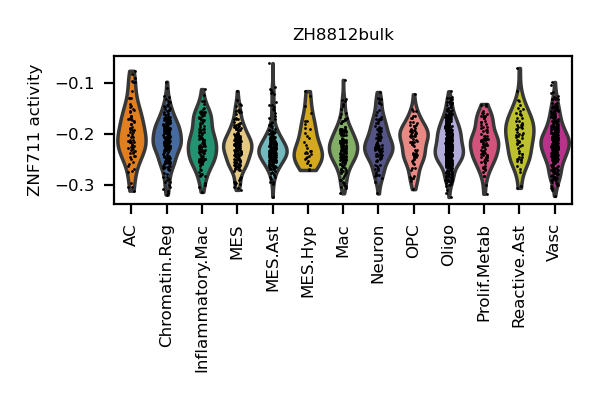 ZH8812bulk
ZNF711 activity
−0.1
−0.2
−0.3
AC
Chromatin.Reg
Inflammatory.Mac
MES
MES.Ast
MES.Hyp
Mac
Neuron
OPC
Oligo
Prolif.Metab
Reactive.Ast
Vasc